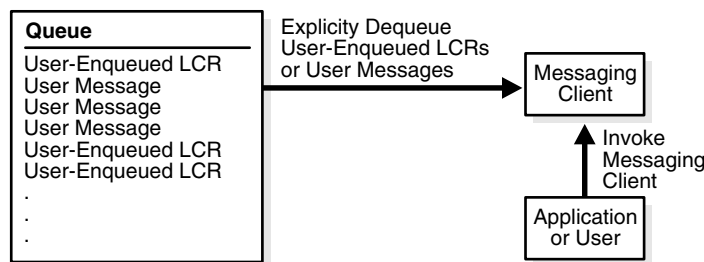 Queue
User-Enqueued LCR
User Message
User Message
User Message
User-Enqueued LCR
User-Enqueued LCR
.
.
.
Explicity Dequeue
User-Enqueued LCRs
or User Messages
Messaging
Client
Invoke
Messaging
Client
Application
or User